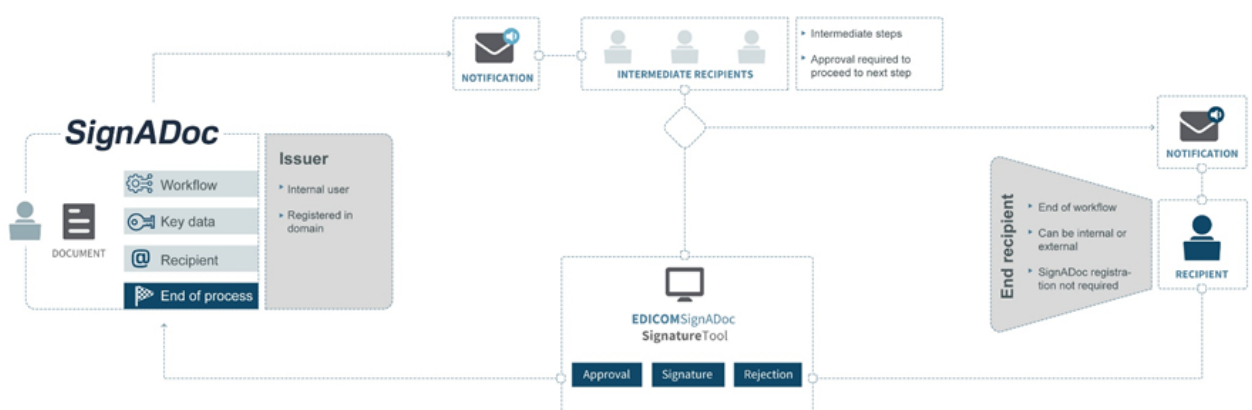 SignADoc
Workflow
Key data
Recipient
End of process
DOCUMENT
Issuer
Internal user
Registered in
domain
NOTIFICATION
INTERMEDIATE RECIPIENTS
Intermediate steps
Approval required to
proceed to next step
NOTIFICATION
End recipient
End of workflow
Can be internal or
external
SignADoc registra-
tion not required
RECIPIENT
EDICOMSignADoc
SignatureTool
Approval
Signature
Rejection